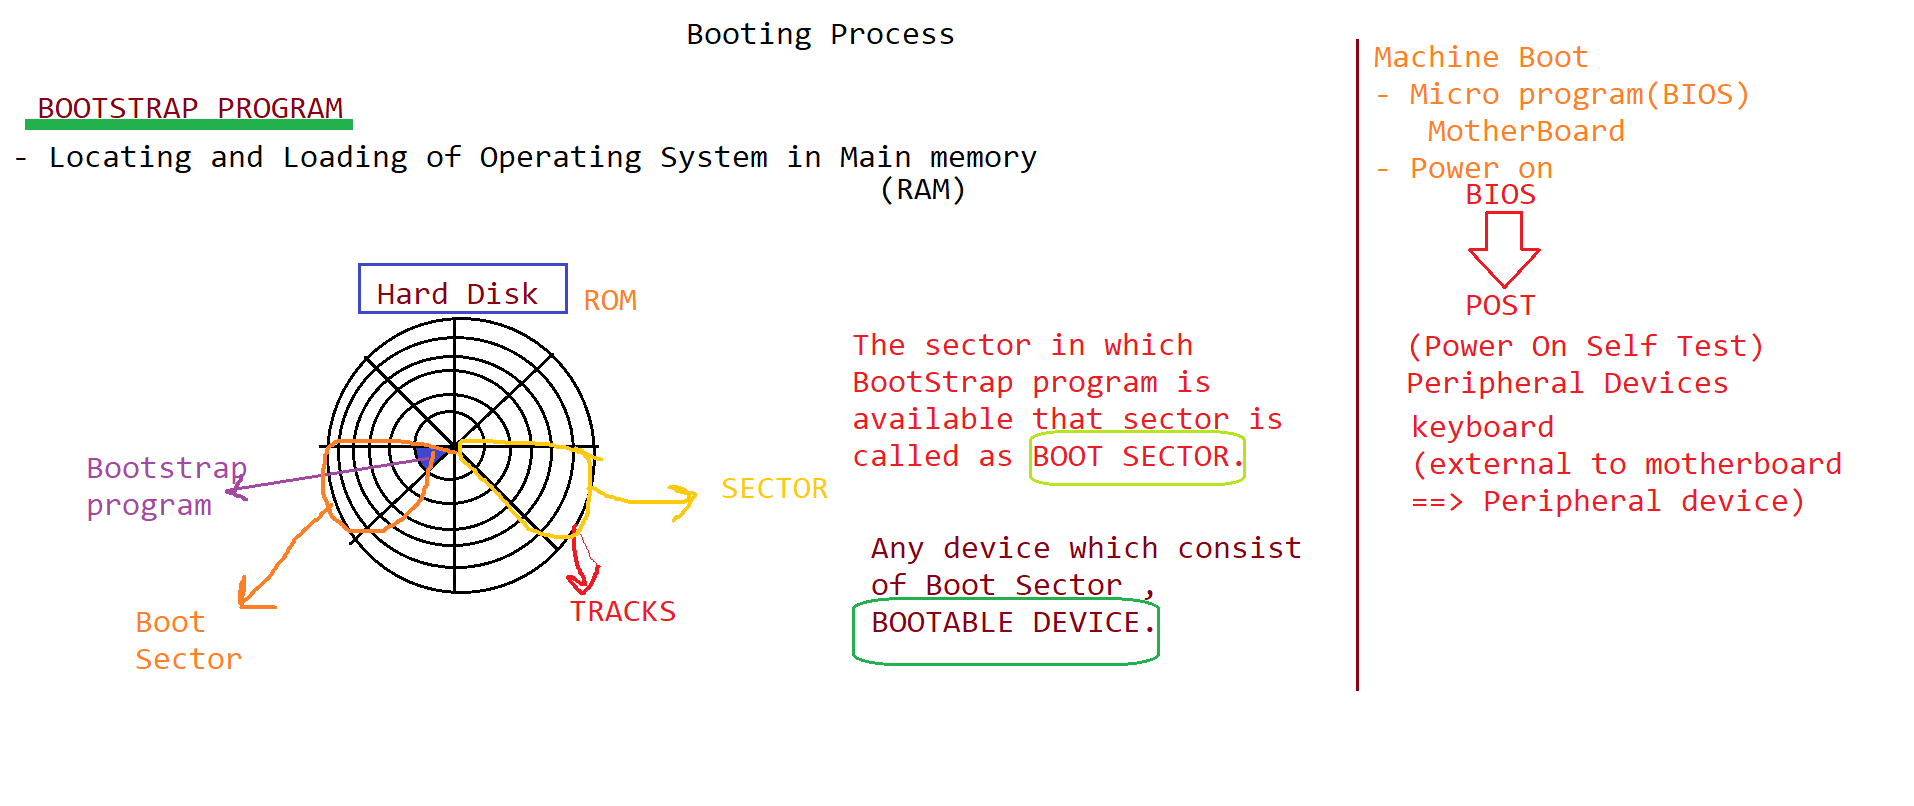 Booting Process
BOOTSTRAP PROGRAM
- Locating and Loading of Operating System in Main memory
(RAM)
Hard Disk
ROM
Bootstrap
program
Boot
Sector
SECTOR
TRACKS
The sector in which
BootStrap program is
available that sector is
called as BOOT SECTOR.
Any device which consist
of Boot Sector ,
BOOTABLE DEVICE.
Machine Boot
- Micro program(BIOS)
MotherBoard
- Power on
BIOS
POST
(Power On Self Test)
Peripheral Devices
keyboard
(external to motherboard
==> Peripheral device)